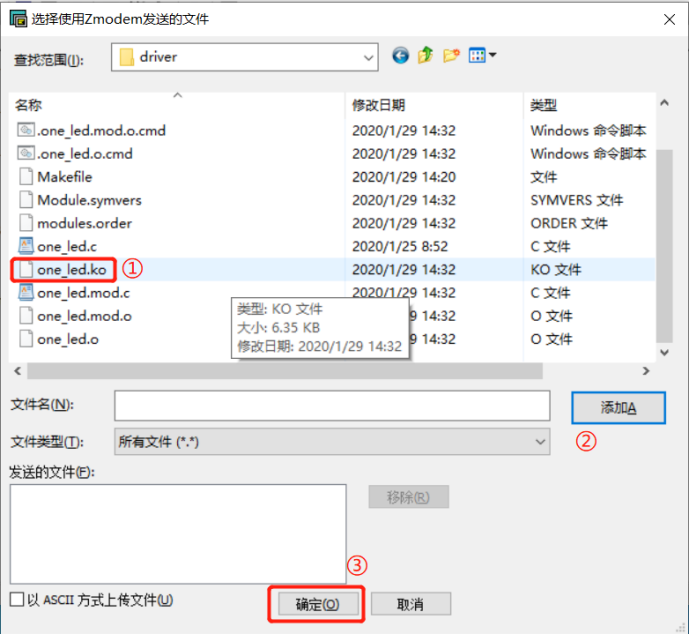 选择使用Zmodem发送的文件
查找范围(I): driver
名称 修改日期 类型
.one_led.mod.o.cmd 2020/1/29 14:32 Windows 命令脚本
.one_led.o.cmd 2020/1/29 14:32 Windows 命令脚本
Makefile 2020/1/29 14:20 文件
Module.symvers 2020/1/29 14:32 SYMVERS 文件
modules.order 2020/1/29 14:32 ORDER 文件
one_led.c 2020/1/25 8:52 C 文件
one_led.ko ① 2020/1/29 14:32 KO 文件
one_led.mod.c 2020/1/29 14:32 C 文件
one_led.mod.o 14:32 O 文件
one_led.o 14:32 O 文件
类型: KO 文件
大小: 6.35 KB
修改日期: 2020/1/29 14:32
文件名(N): 添加A
文件类型(T): 所有文件 (*.*) ②
发送的文件(F):
移除(R)
③
以 ASCII 方式上传文件(U)
确定(O) 取消